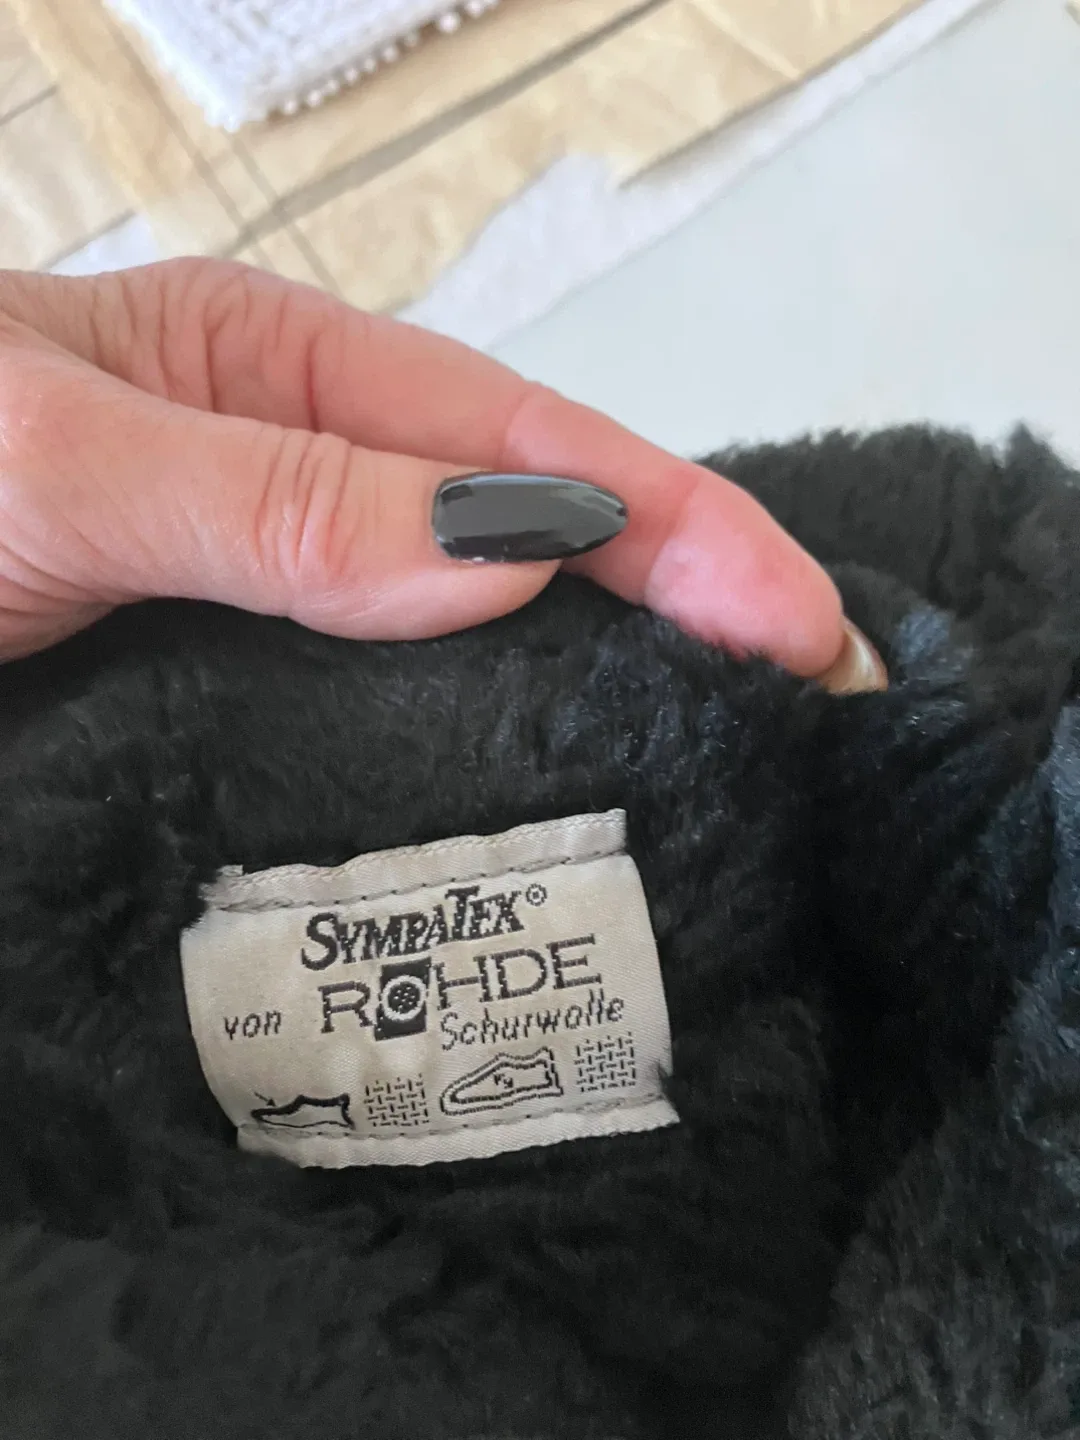 SYMPATEX®
von ROHDE
Schurwolle